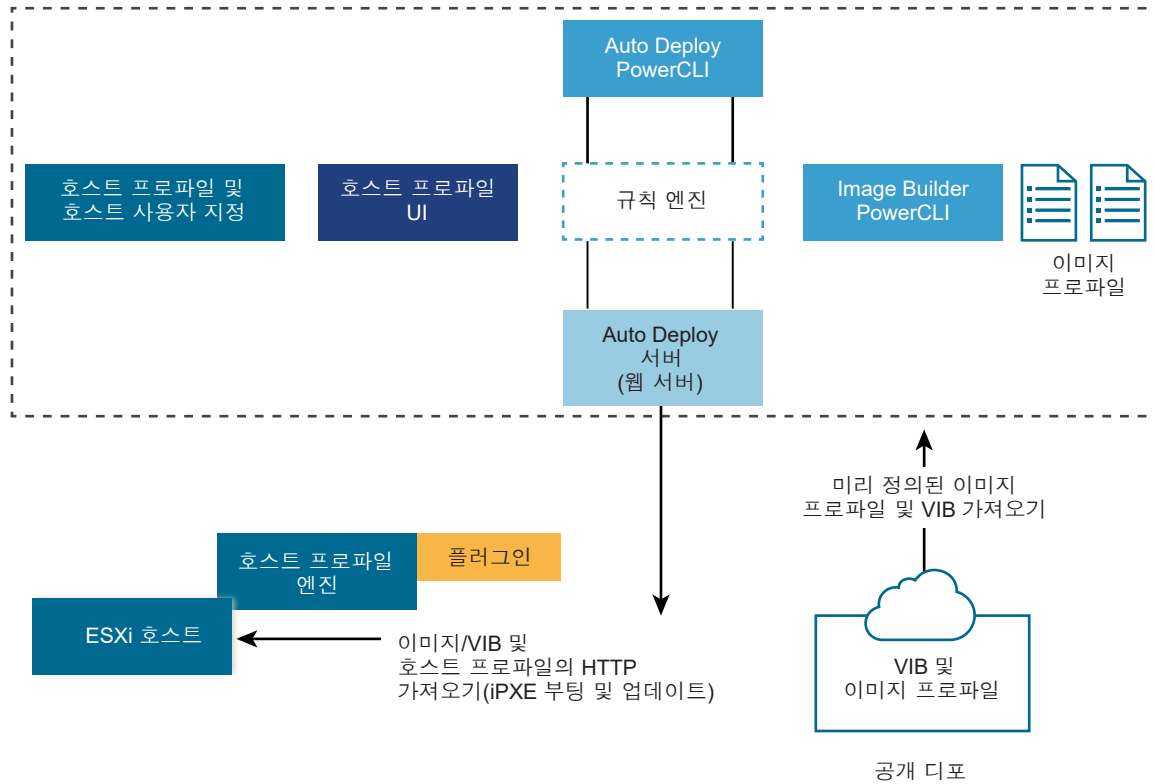 Auto Deploy
PowerCLI
호스트 프로파일 및
호스트 사용자 지정
호스트 프로파일
UI
규칙 엔진
Image Builder
PowerCLI
이미지
프로파일
Auto Deploy
서버
(웹 서버)
미리 정의된 이미지
프로파일 및 VIB 가져오기
호스트 프로파일
엔진
플러그인
ESXi 호스트
이미지/VIB 및
호스트 프로파일의 HTTP
가져오기(iPXE 부팅 및 업데이트)
VIB 및
이미지 프로파일
공개 디포